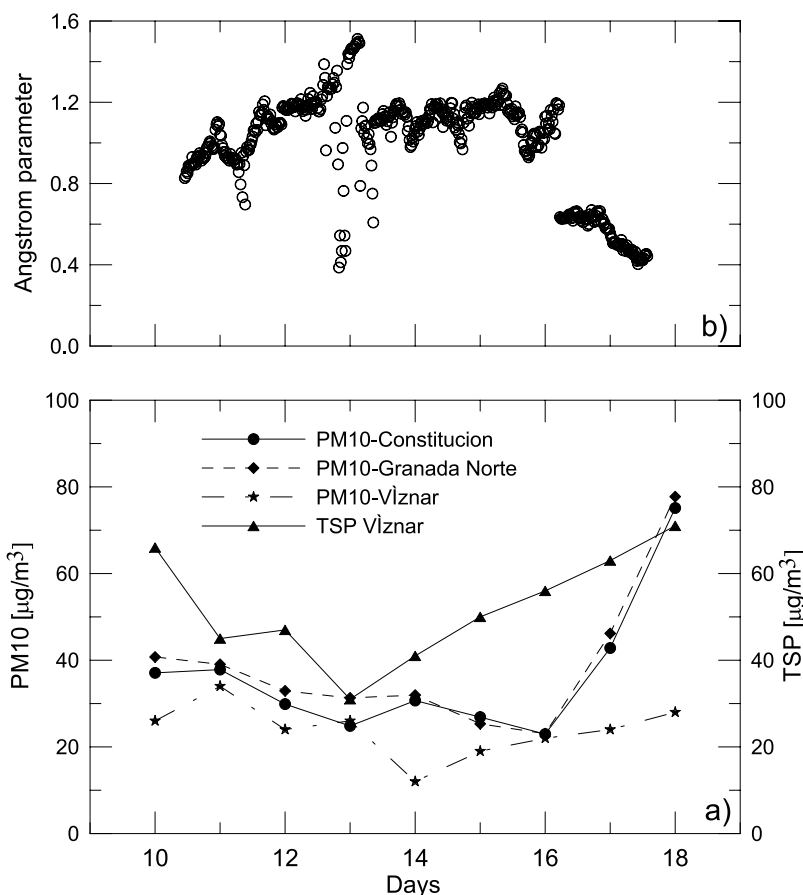 1.6
1.2
0.8
0.4
0.0
Angstrom parameter
b)
100
80
60
40
20
0
PM10 [µg/m³]
PM10-Constitucion
PM10-Granada Norte
PM10-VÌznar
TSP VÌznar
100
80
60
40
20
0
TSP [µg/m³]
a)
10 12 14 16 18
Days